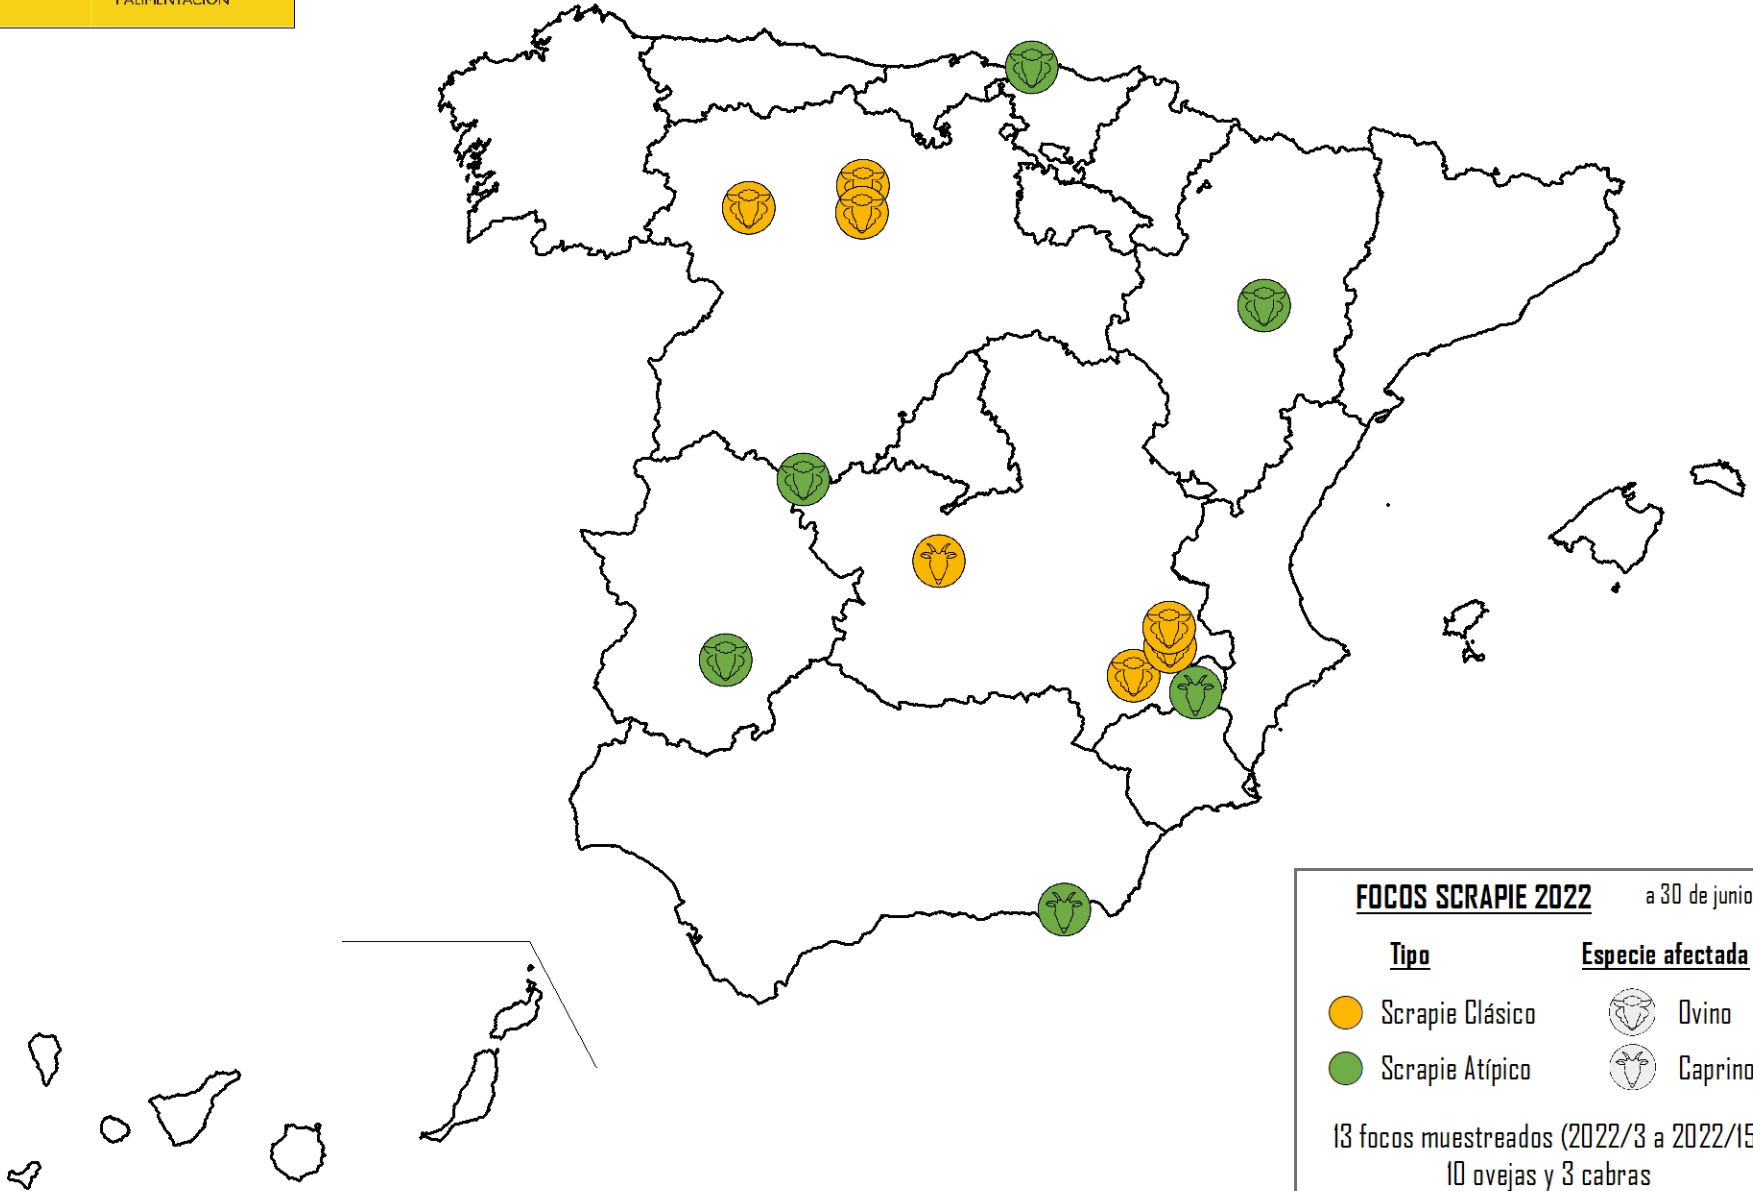 Y ALIMENTACIÓN
FOCOS SCRAPIE 2022 a 30 de junio
Tipo Especie afectada
Scrapie Clásico Ovino
Scrapie Atípico Caprino
13 focos muestreados (2022/3 a 2022/15
10 ovejas y 3 cabras